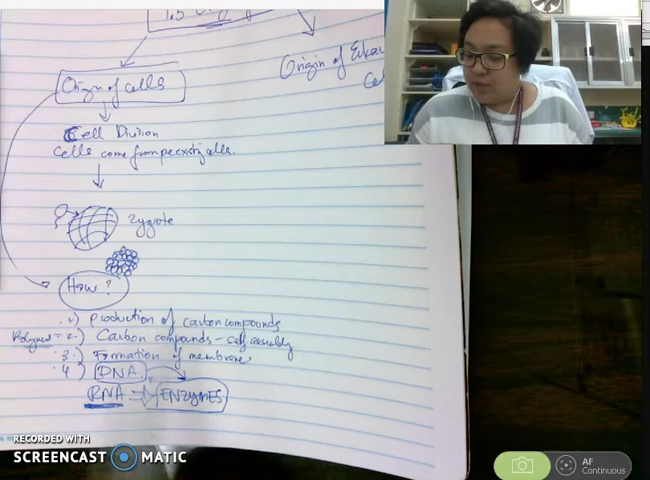 1.5
Origin of cells
Origin of
Cell Division
Cells come from preexisting cells.
Zygote
How?
1.) Production of carbon compounds
Polymers = 2.) Carbon compounds - self assembly
3.) Formation of membrane
4.) DNA
RNA
ENZYMES
RECORDED WITH
SCREENCAST MATIC
AF
Continuous